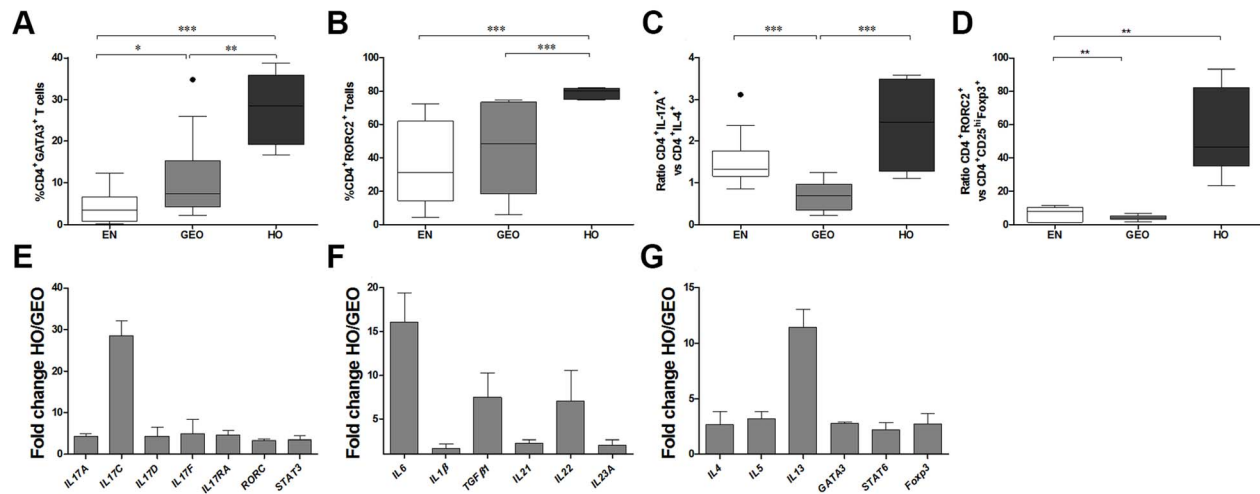 A
***
*
**
%CD4+GATA3+ T cells
40
30
20
10
0
EN
GEO
HO
B
***
***
%CD4+RORC2+ Tcells
100
80
60
40
20
0
EN
GEO
HO
C
***
***
Ratio CD4+IL-17A+
vs CD4+IL-4+
4
3
2
1
0
EN
GEO
HO
D
**
**
Ratio CD4+RORC2+
vs CD4+CD25hiFoxp3+
100
80
60
40
20
0
EN
GEO
HO
E
Fold change HO/GEO
40
30
20
10
0
IL17A
IL17C
IL17D
IL17F
IL17RA
RORC
STAT3
F
Fold change HO/GEO
20
15
10
5
IL6
IL1β
TGFβ1
IL21
IL22
IL23A
G
Fold change HO/GEO
15
10
5
0
IL4
IL5
IL13
GATA3
STAT6
Foxp3